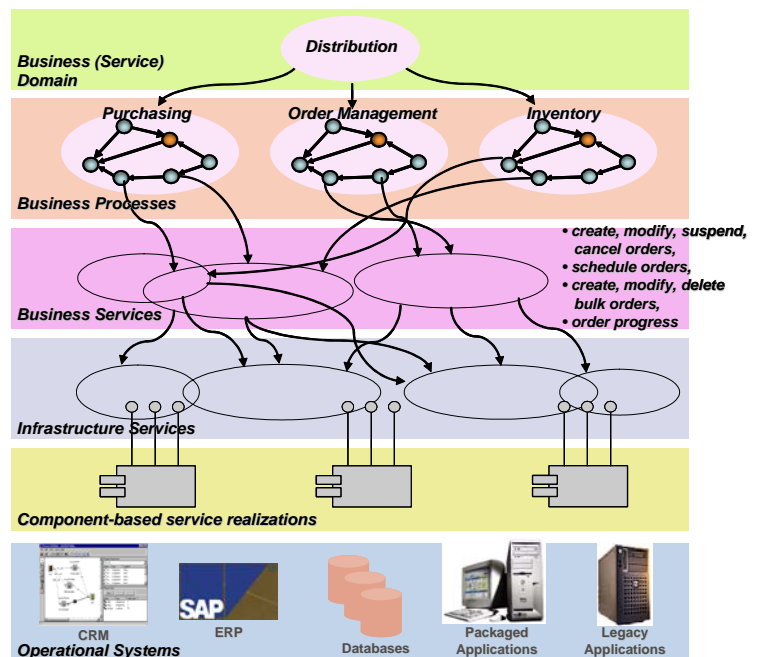 Distribution
Business (Service)
Domain
Purchasing
Order Management
Inventory
Business Processes
• create, modify, suspend,
cancel orders,
• schedule orders,
• create, modify, delete
bulk orders,
• order progress
Business Services
Infrastructure Services
Component-based service realizations
SAP
CRM
ERP
Databases
Packaged
Applications
Legacy
Applications
Operational Systems